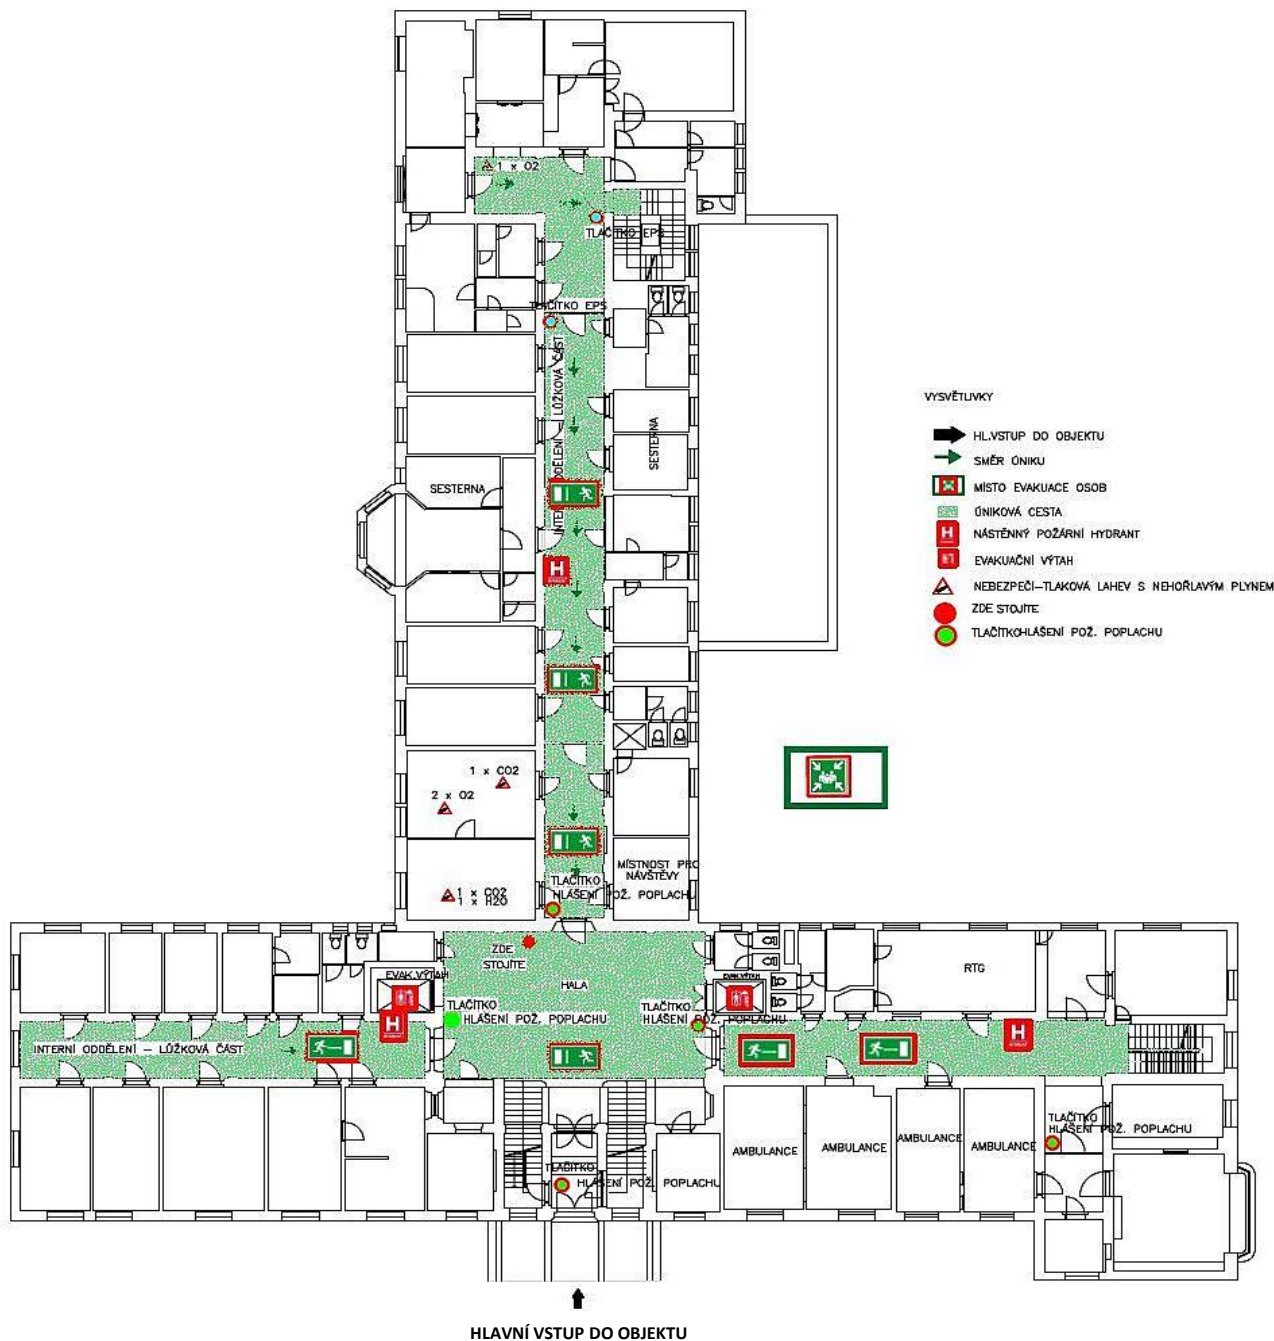 1 x O2
TLAČÍTKO EPS
TLAČÍTKO EPS
INTERNÍ ODDĚLENÍ – LŮŽKOVÁ ČÁST
SESTERNA
SESTERNA
VYSVĚTLIVKY
HL.VSTUP DO OBJEKTU
SMĚR ÚNIKU
MÍSTO EVAKUACE OSOB
ÚNIKOVÁ CESTA
H
NÁSTĚNNÝ POŽÁRNÍ HYDRANT
EVAKUAČNÍ VÝTAH
NEBEZPEČÍ–TLAKOVÁ LAHEV S NEHOŘLAVÝM PLYNEM
ZDE STOJÍTE
TLAČÍTKOHLÁŠENÍ POŽ. POPLACHU
H
1 x CO2
2 x O2
1 x CO2
1 x H2O
MÍSTNOST PRO
NÁVŠTĚVY
TLAČÍTKO
HLÁŠENÍ POŽ. POPLACHU
ZDE
STOJÍTE
HALA
EVAK.VÝTAH
EVAK.VÝTAH
RTG
TLAČÍTKO
HLÁŠENÍ POŽ. POPLACHU
TLAČÍTKO
HLÁŠENÍ POŽ. POPLACHU
H
H
INTERNÍ ODDĚLENÍ – LŮŽKOVÁ ČÁST
AMBULANCE
AMBULANCE
AMBULANCE
AMBULANCE
TLAČÍTKO
HLÁŠENÍ POŽ. POPLACHU
TLAČÍTKO
HLÁŠENÍ POŽ. POPLACHU
HLAVNÍ VSTUP DO OBJEKTU